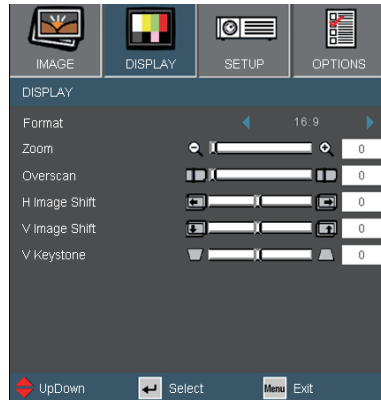 IMAGE DISPLAY SETUP OPTIONS
DISPLAY
Format 16:9
Zoom 0
Overscan 0
H Image Shift 0
V Image Shift 0
V Keystone 0
UpDown Select Menu Exit